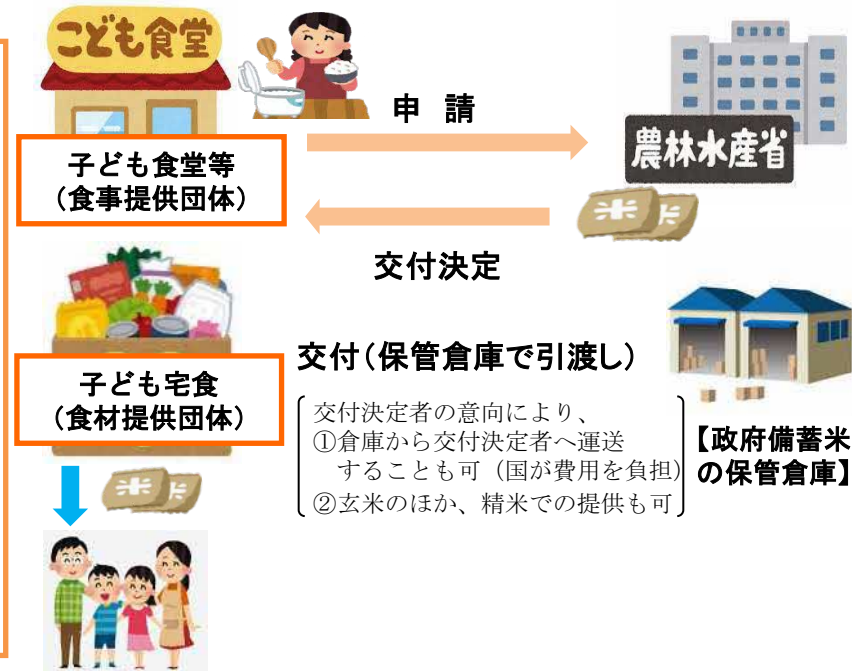 こども食堂
申 請
農林水産省
子ども食堂等
(食事提供団体)
米
米
交付決定
子ども宅食
(食材提供団体)
交付(保管倉庫で引渡し)
交付決定者の意向により、
①倉庫から交付決定者へ運送
することも可(国が費用を負担)
②玄米のほか、精米での提供も可
【政府備蓄米
の保管倉庫】
米
米